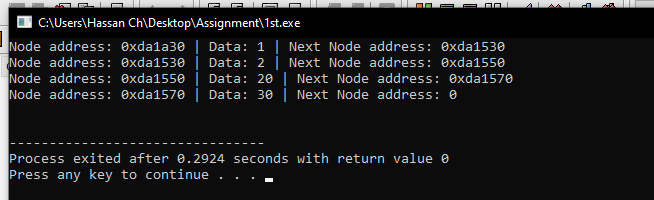 C:\Users\Hassan Ch\Desktop\Assignment\1st.exe
Node address: 0xda1a30 | Data: 1 | Next Node address: 0xda1530
Node address: 0xda1530 | Data: 2 | Next Node address: 0xda1550
Node address: 0xda1550 | Data: 20 | Next Node address: 0xda1570
Node address: 0xda1570 | Data: 30 | Next Node address: 0
--------------------------------
Process exited after 0.2924 seconds with return value 0
Press any key to continue . . .